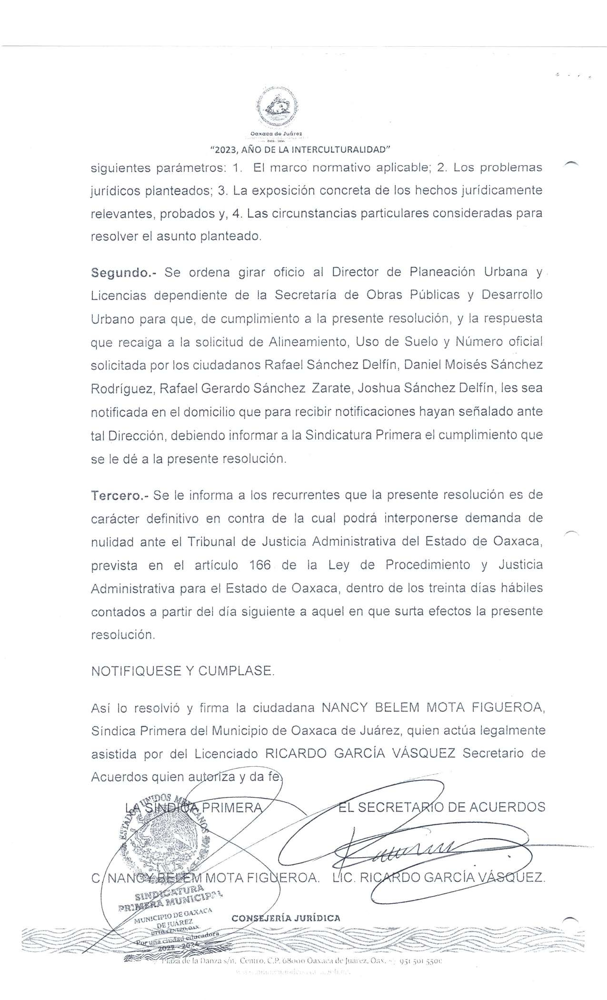 Oaxaca de Juárez
2022 - 2024
"2023, AÑO DE LA INTERCULTURALIDAD"
siguientes parámetros: 1. El marco normativo aplicable; 2. Los problemas
jurídicos planteados; 3. La exposición concreta de los hechos jurídicamente
relevantes, probados y, 4. Las circunstancias particulares consideradas para
resolver el asunto planteado.
Segundo.- Se ordena girar oficio al Director de Planeación Urbana y
Licencias dependiente de la Secretaría de Obras Públicas y Desarrollo
Urbano para que, de cumplimiento a la presente resolución, y la respuesta
que recaiga a la solicitud de Alineamiento, Uso de Suelo y Número oficial
solicitada por los ciudadanos Rafael Sánchez Delfín, Daniel Moisés Sánchez
Rodríguez, Rafael Gerardo Sánchez Zarate, Joshua Sánchez Delfín, les sea
notificada en el domicilio que para recibir notificaciones hayan señalado ante
tal Dirección, debiendo informar a la Sindicatura Primera el cumplimiento que
se le dé a la presente resolución.
Tercero.- Se le informa a los recurrentes que la presente resolución es de
carácter definitivo en contra de la cual podrá interponerse demanda de
nulidad ante el Tribunal de Justicia Administrativa del Estado de Oaxaca,
prevista en el artículo 166 de la Ley de Procedimiento y Justicia
Administrativa para el Estado de Oaxaca, dentro de los treinta días hábiles
contados a partir del día siguiente a aquel en que surta efectos la presente
resolución.
NOTIFIQUESE Y CUMPLASE.
Así lo resolvió y firma la ciudadana NANCY BELEM MOTA FIGUEROA,
Síndica Primera del Municipio de Oaxaca de Juárez, quien actúa legalmente
asistida por del Licenciado RICARDO GARCÍA VÁSQUEZ Secretario de
Acuerdos quien autoriza y da fe.
LA SÍNDICA PRIMERA EL SECRETARIO DE ACUERDOS
ESTADOS UNIDOS MEXICANOS
C. NANCY BELEM MOTA FIGUEROA. LIC. RICARDO GARCÍA VÁSQUEZ.
SINDICATURA
PRIMERA MUNICIPAL
MUNICIPIO DE OAXACA
DE JUÁREZ
DTTO. CENTRO, OAX.
Por una ciudad educadora
2022 - 2024
CONSEJERÍA JURÍDICA
Plaza de la Danza s/n, Centro, C.P. 68000 Oaxaca de Juárez, Oax. 951 501 5500